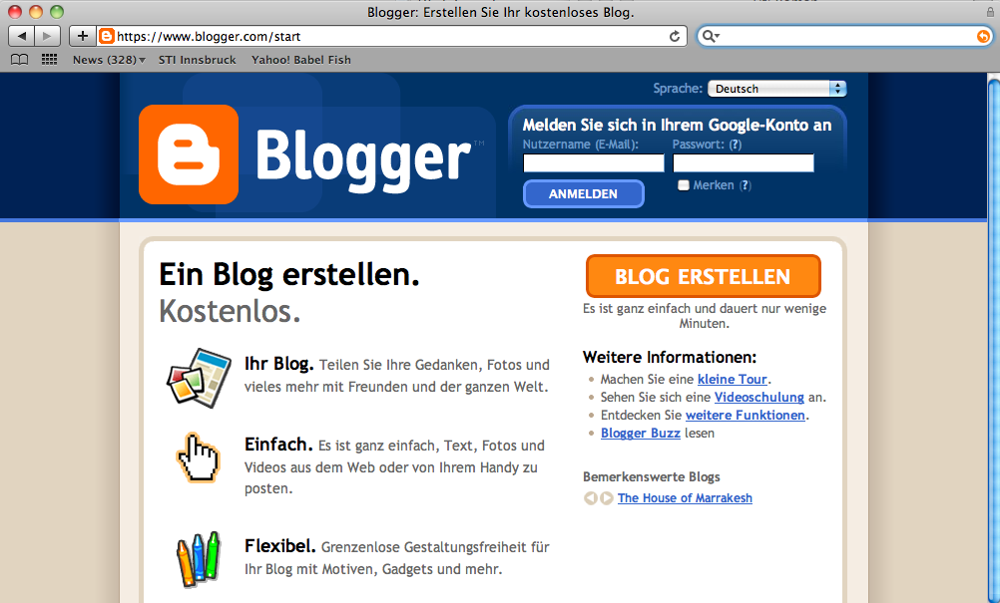 Blogger: Erstellen Sie Ihr kostenloses Blog.
https://www.blogger.com/start
News (328)▾ STI Innsbruck Yahoo! Babel Fish
Sprache: Deutsch
Blogger™
Melden Sie sich in Ihrem Google-Konto an
Nutzername (E-Mail): Passwort: (?)
Merken (?)
ANMELDEN
Ein Blog erstellen.
Kostenlos.
Ihr Blog. Teilen Sie Ihre Gedanken, Fotos und
vieles mehr mit Freunden und der ganzen Welt.
Einfach. Es ist ganz einfach, Text, Fotos und
Videos aus dem Web oder von Ihrem Handy zu
posten.
Flexibel. Grenzenlose Gestaltungsfreiheit für
Ihr Blog mit Motiven, Gadgets und mehr.
BLOG ERSTELLEN
Es ist ganz einfach und dauert nur wenige
Minuten.
Weitere Informationen:
• Machen Sie eine kleine Tour.
• Sehen Sie sich eine Videoschulung an.
• Entdecken Sie weitere Funktionen.
• Blogger Buzz lesen
Bemerkenswerte Blogs
The House of Marrakesh